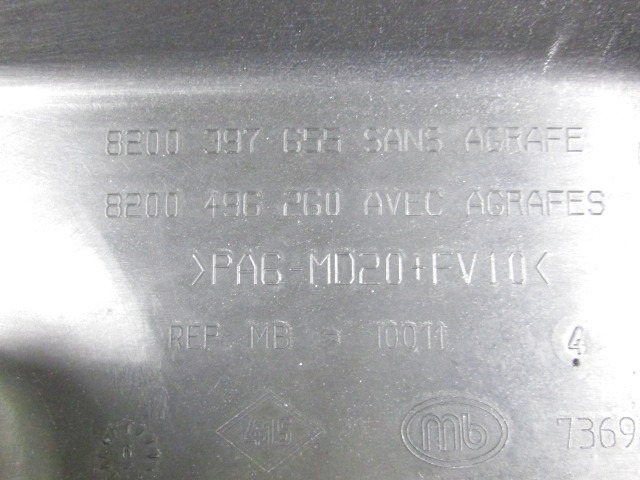 8200 397 655 SANS AGRAFE
8200 496 260 AVEC AGRAFES
>PA6-MD20+FV10<
REF MB > 10011 4
415 mb 7369